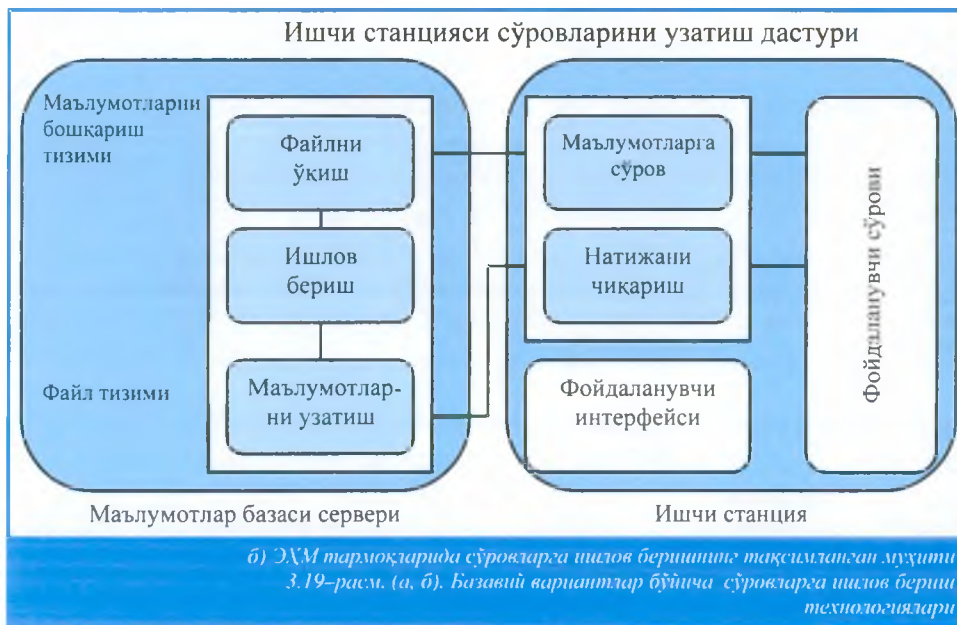 Ишчи станцияси сўровларини узатиш дастури
Маълумотларни
бошқариш
тизими
Файлни
ўқиш
Маълумотларга
сўров
Ишлов
бериш
Натижани
чиқариш
Фойдаланувчи сўрови
Файл тизими
Маълумотлар-
ни узатиш
Фойдаланувчи
интерфейси
Маълумотлар базаси сервери
Ишчи станция
б) ЭҲМ тармоқларида сўровларга ишлов беришнинг тақсимланган муҳити
3.19–расм. (а, б). Базавий вариантлар бўйича сўровларга ишлов бериш
технологиялари